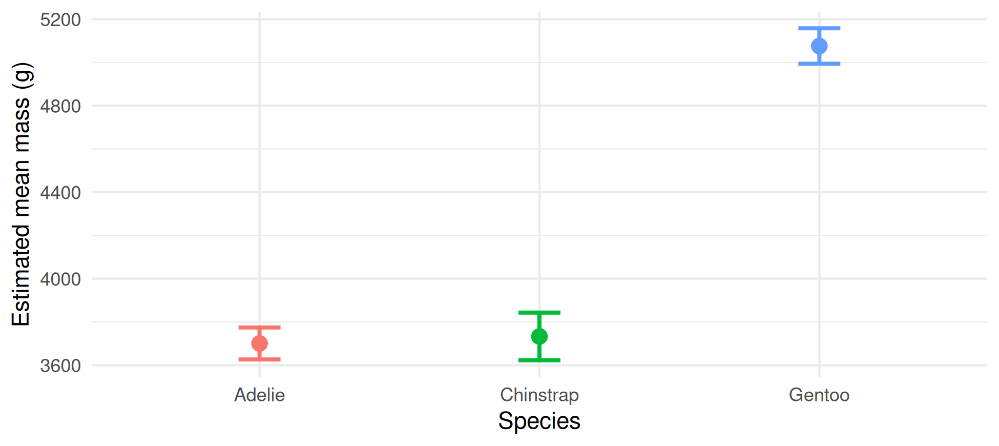 Estimated mean mass (g)
5200
4800
4400
4000
3600
Adelie
Chinstrap
Gentoo
Species